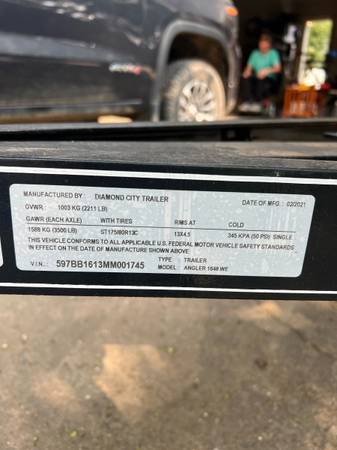 MANUFACTURED BY: DIAMOND CITY TRAILER DATE OF MFG.: 02/2021
GVWR: 1003 KG (2211 LB)
GAWR (EACH AXLE) WITH TIRES RIMS AT COLD
1588 KG (3500 LB) ST175/80R13C 13X4.5 345 KPA (50 PSI) SINGLE
THIS VEHICLE CONFORMS TO ALL APPLICABLE U.S. FEDERAL MOTOR VEHICLE SAFETY STANDARDS
IN EFFECT ON THE DATE OF MANUFACTURE SHOWN ABOVE.
V.I.N.: 597BB1613MM001745 TYPE: TRAILER
MODEL: ANGLER 1648 WE